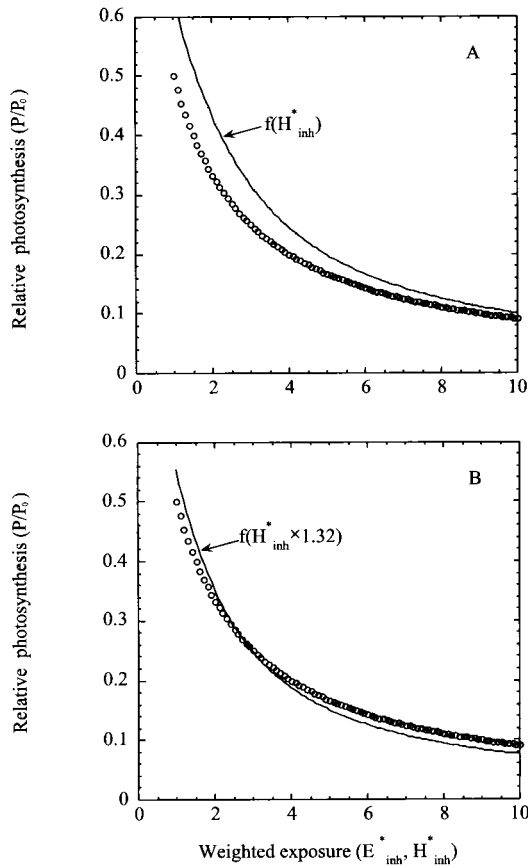 0.6
A
0.5
f(H*inh)
0.4
0.3
0.2
0.1
0
0 2 4 6 8 10
Relative photosynthesis (P/P₀)
0.6
B
0.5
f(H*inh×1.32)
0.4
0.3
0.2
0.1
0
0 2 4 6 8 10
Relative photosynthesis (P/P₀)
Weighted exposure (E*inh, H*inh)